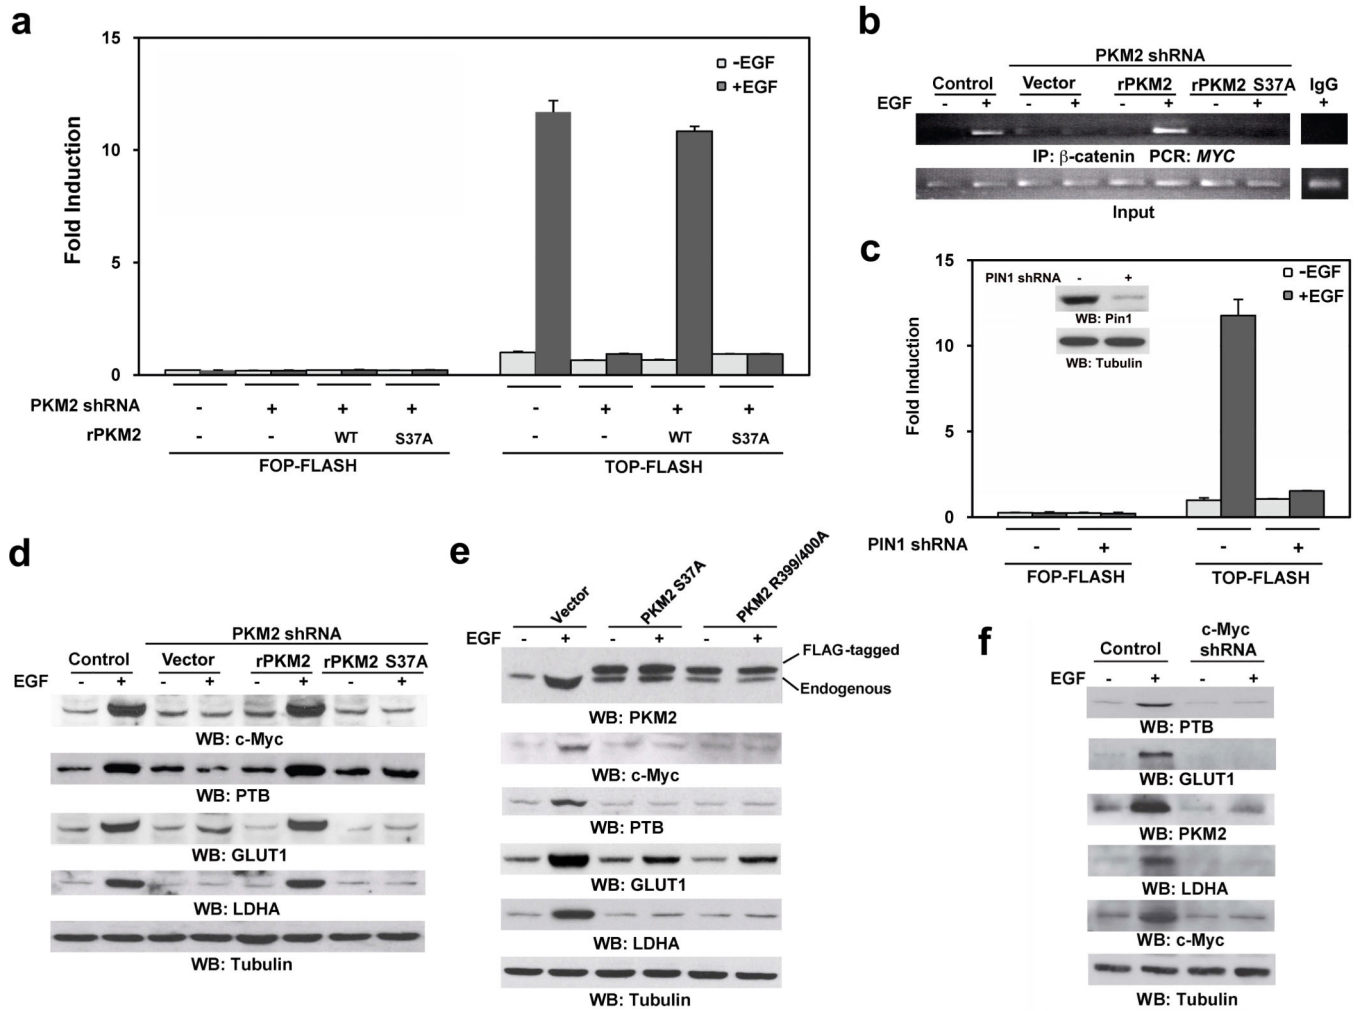 a
15
10
5
0
Fold Induction
-EGF
+EGF
PKM2 shRNA - + + + - + + +
rPKM2 - - WT S37A - - WT S37A
FOP-FLASH TOP-FLASH
b
PKM2 shRNA
Control Vector rPKM2 rPKM2 S37A IgG
EGF - + - + - + - + +
IP: β-catenin PCR: MYC
Input
c
15
10
5
0
Fold Induction
-EGF
+EGF
PIN1 shRNA - +
WB: Pin1
WB: Tubulin
PIN1 shRNA - + - +
FOP-FLASH TOP-FLASH
d
PKM2 shRNA
Control Vector rPKM2 rPKM2 S37A
EGF - + - + - + - +
WB: c-Myc
WB: PTB
WB: GLUT1
WB: LDHA
WB: Tubulin
e
Vector PKM2 S37A PKM2 R399/400A
EGF - + - + - +
FLAG-tagged
Endogenous
WB: PKM2
WB: c-Myc
WB: PTB
WB: GLUT1
WB: LDHA
WB: Tubulin
f
Control c-Myc
shRNA
EGF - + - +
WB: PTB
WB: GLUT1
WB: PKM2
WB: LDHA
WB: c-Myc
WB: Tubulin